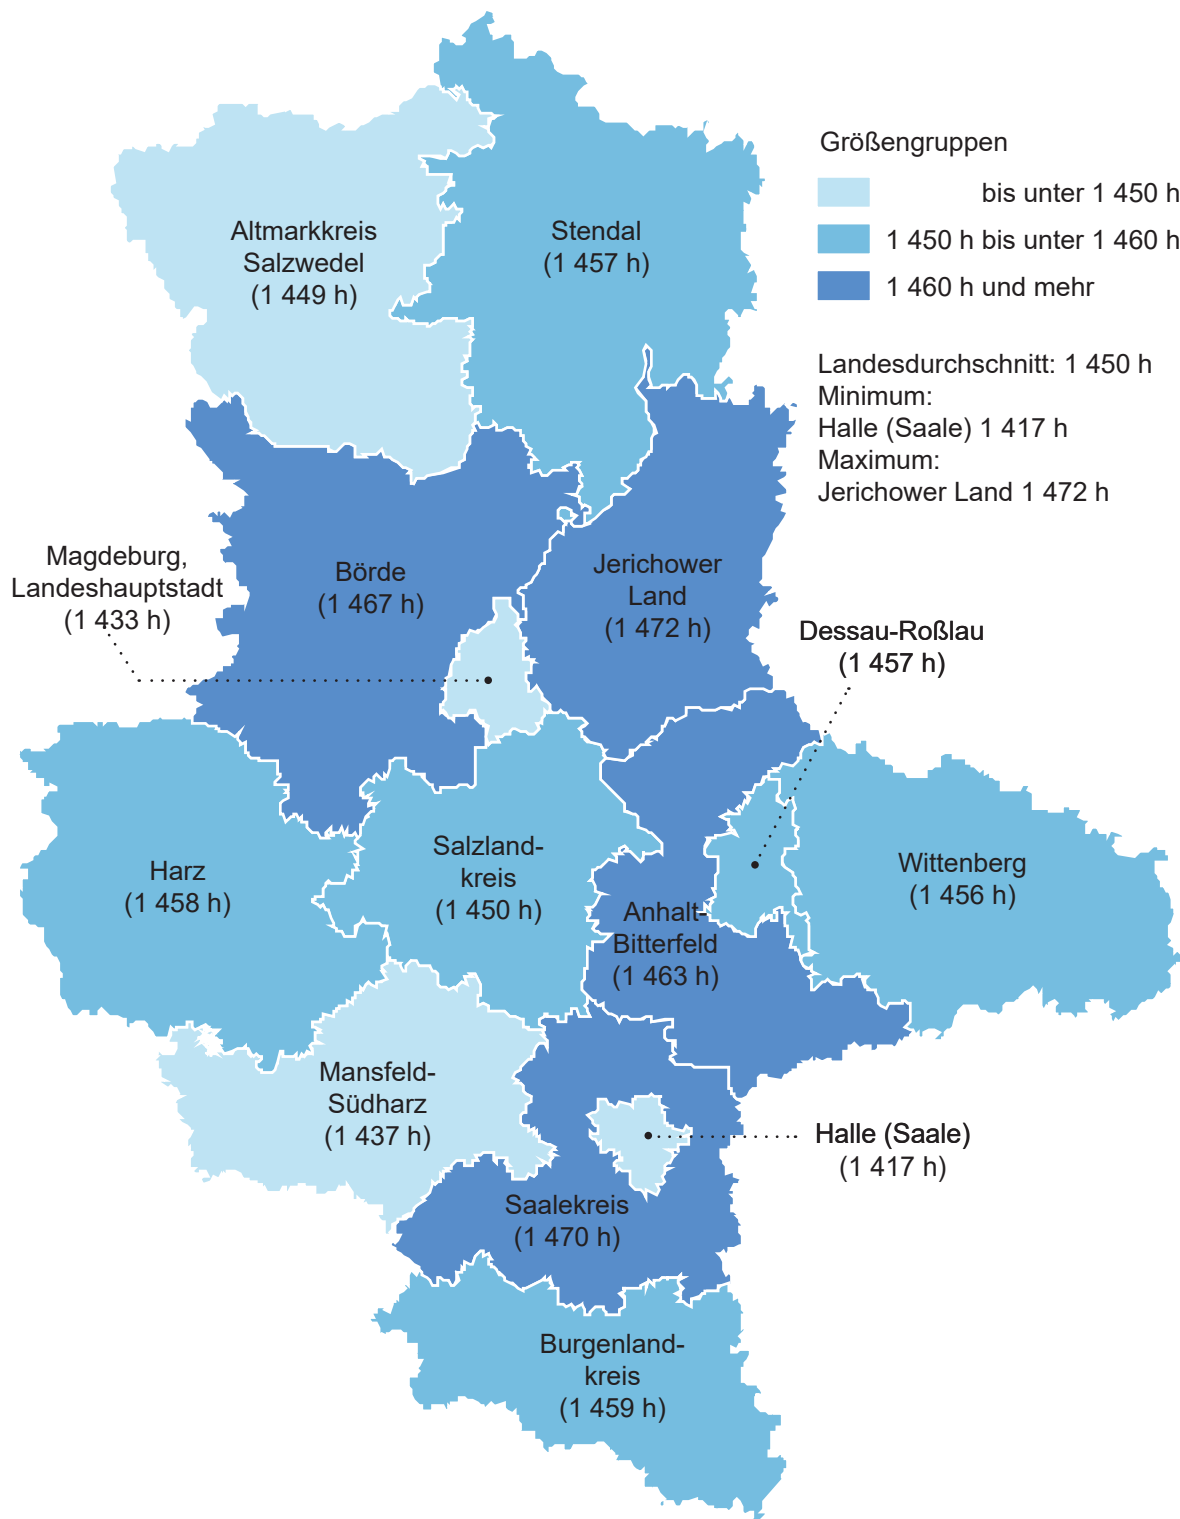 Größengruppen
bis unter 1 450 h
1 450 h bis unter 1 460 h
1 460 h und mehr
Landesdurchschnitt: 1 450 h
Minimum:
Halle (Saale) 1 417 h
Maximum:
Jerichower Land 1 472 h
Altmarkkreis
Salzwedel
(1 449 h)
Stendal
(1 457 h)
Magdeburg,
Landeshauptstadt
(1 433 h)
Börde
(1 467 h)
Jerichower
Land
(1 472 h)
Dessau-Roßlau
(1 457 h)
Harz
(1 458 h)
Salzland-
kreis
(1 450 h)
Anhalt-
Bitterfeld
(1 463 h)
Wittenberg
(1 456 h)
Mansfeld-
Südharz
(1 437 h)
Halle (Saale)
(1 417 h)
Saalekreis
(1 470 h)
Burgenland-
kreis
(1 459 h)